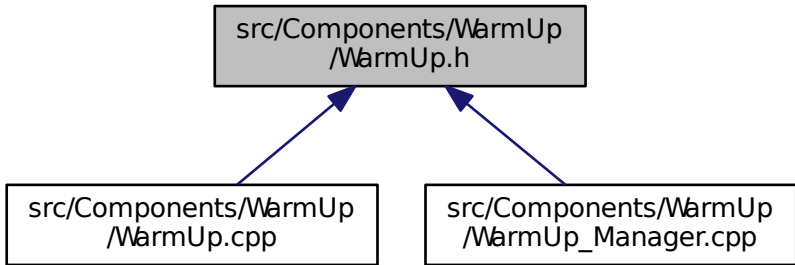 src/Components/WarmUp
/WarmUp.h
src/Components/WarmUp
/WarmUp.cpp
src/Components/WarmUp
/WarmUp_Manager.cpp